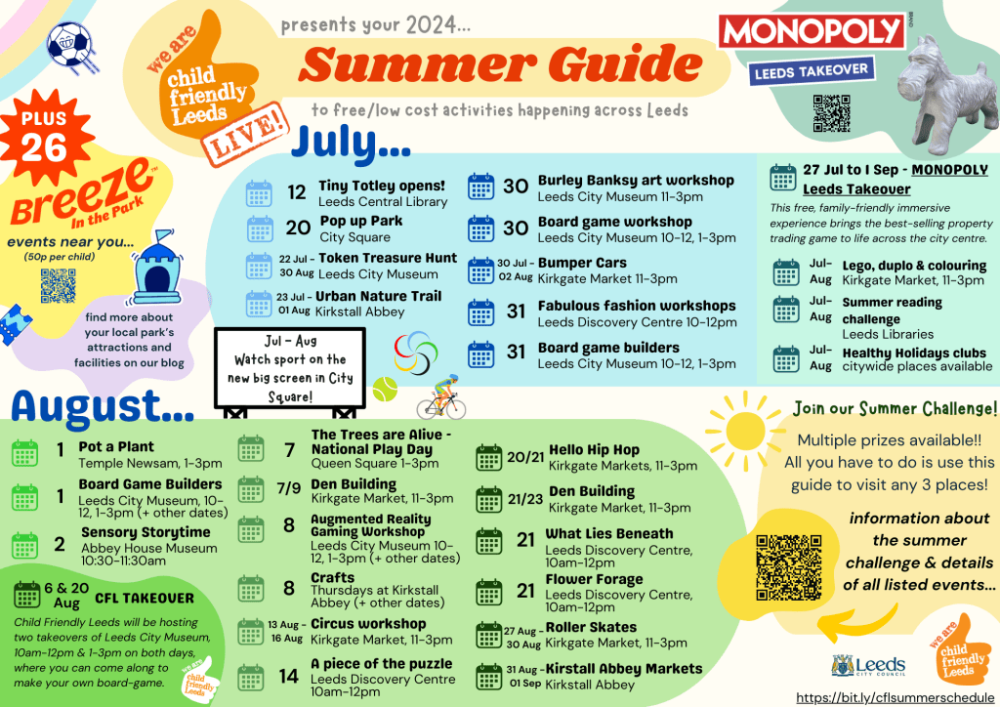 presents your 2024...
we are
child
friendly
Leeds
LIVE!
Summer Guide
to free/low cost activities happening across Leeds
MONOPOLY
BRAND
LEEDS TAKEOVER
PLUS
26
BReeZe™
In the Park
events near you...
(50p per child)
find more about
your local park's
attractions and
facilities on our blog
July...
12
Tiny Totley opens!
Leeds Central Library
20
Pop up Park
City Square
22 Jul –
30 Aug
Token Treasure Hunt
Leeds City Museum
23 Jul –
01 Aug
Urban Nature Trail
Kirkstall Abbey
30
Burley Banksy art workshop
Leeds City Museum 11-3pm
30
Board game workshop
Leeds City Museum 10-12, 1-3pm
30 Jul –
02 Aug
Bumper Cars
Kirkgate Market 11-3pm
31
Fabulous fashion workshops
Leeds Discovery Centre 10-12pm
31
Board game builders
Leeds City Museum 10-12, 1-3pm
27 Jul to 1 Sep - MONOPOLY
Leeds Takeover
This free, family-friendly immersive
experience brings the best-selling property
trading game to life across the city centre.
Jul–
Aug
Lego, duplo & colouring
Kirkgate Market, 11-3pm
Jul–
Aug
Summer reading
challenge
Leeds Libraries
Jul–
Aug
Healthy Holidays clubs
citywide places available
Jul – Aug
Watch sport on the
new big screen in City
Square!
August...
1
Pot a Plant
Temple Newsam, 1-3pm
1
Board Game Builders
Leeds City Museum, 10-
12, 1-3pm (+ other dates)
2
Sensory Storytime
Abbey House Museum
10:30-11:30am
6 & 20
Aug
CFL TAKEOVER
Child Friendly Leeds will be hosting
two takeovers of Leeds City Museum,
10am-12pm & 1-3pm on both days,
where you can come along to
make your own board-game.
we are
child
friendly
Leeds
7
The Trees are Alive -
National Play Day
Queen Square 1-3pm
7/9
Den Building
Kirkgate Market, 11-3pm
8
Augmented Reality
Gaming Workshop
Leeds City Museum 10-
12, 1-3pm (+ other dates)
8
Crafts
Thursdays at Kirkstall
Abbey (+ other dates)
13 Aug –
16 Aug
Circus workshop
Kirkgate Market, 11-3pm
14
A piece of the puzzle
Leeds Discovery Centre
10am-12pm
20/21
Hello Hip Hop
Kirkgate Markets, 11-3pm
21/23
Den Building
Kirkgate Market, 11-3pm
21
What Lies Beneath
Leeds Discovery Centre,
10am-12pm
21
Flower Forage
Leeds Discovery Centre,
10am-12pm
27 Aug –
30 Aug
Roller Skates
Kirkgate Market, 11-3pm
31 Aug –
01 Sep
Kirstall Abbey Markets
Kirkstall Abbey
Join our Summer Challenge!
Multiple prizes available!!
All you have to do is use this
guide to visit any 3 places!
information about
the summer
challenge & details
of all listed events...
Leeds
CITY COUNCIL
we are
child
friendly
Leeds
https://bit.ly/cflsummerschedule